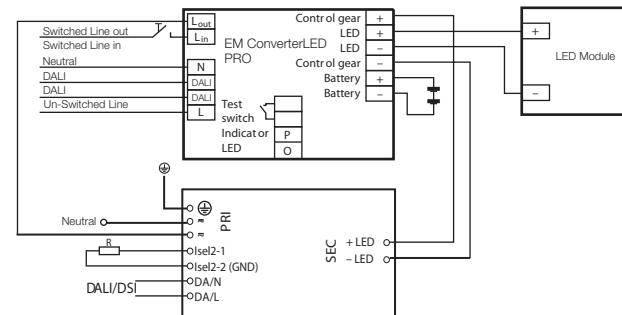 Switched Line out
Switched Line in
Neutral
DALI
DALI
Un-Switched Line
Lout
Lin
N
DALI
DALI
L
EM ConverterLED
PRO
Test
switch
Indicator
LED
P
O
Control gear +
LED +
LED –
Control gear –
Battery +
Battery –
+
–
LED Module
Neutral
R
DALI/DSI
PRI
≂
=
Isel2-1
Isel2-2 (GND)
DA/N
DA/L
SEC
+ LED
– LED